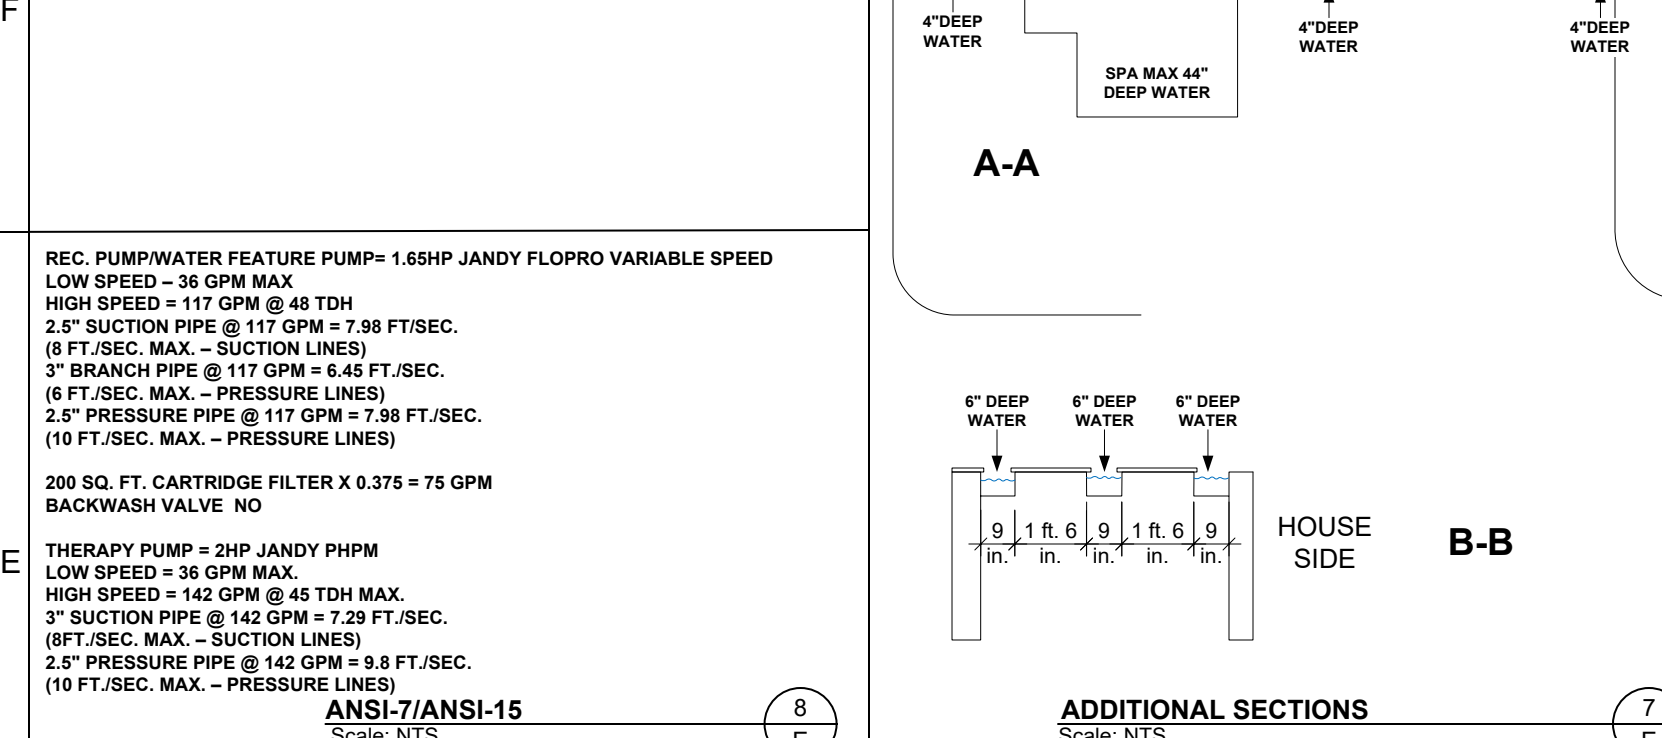 F
REC. PUMP/WATER FEATURE PUMP= 1.65HP JANDY FLOPRO VARIABLE SPEED
LOW SPEED – 36 GPM MAX
HIGH SPEED = 117 GPM @ 48 TDH
2.5" SUCTION PIPE @ 117 GPM = 7.98 FT/SEC.
(8 FT./SEC. MAX. – SUCTION LINES)
3" BRANCH PIPE @ 117 GPM = 6.45 FT./SEC.
(6 FT./SEC. MAX. – PRESSURE LINES)
2.5" PRESSURE PIPE @ 117 GPM = 7.98 FT./SEC.
(10 FT./SEC. MAX. – PRESSURE LINES)
200 SQ. FT. CARTRIDGE FILTER X 0.375 = 75 GPM
BACKWASH VALVE  NO
E
THERAPY PUMP = 2HP JANDY PHPM
LOW SPEED = 36 GPM MAX.
HIGH SPEED = 142 GPM @ 45 TDH MAX.
3" SUCTION PIPE @ 142 GPM = 7.29 FT./SEC.
(8FT./SEC. MAX. – SUCTION LINES)
2.5" PRESSURE PIPE @ 142 GPM = 9.8 FT./SEC.
(10 FT./SEC. MAX. – PRESSURE LINES)
ANSI-7/ANSI-15
Scale: NTS
8
4"DEEP
WATER
4"DEEP
WATER
4"DEEP
WATER
SPA MAX 44"
DEEP WATER
A-A
6" DEEP
WATER
6" DEEP
WATER
6" DEEP
WATER
9
in.
1 ft. 6
in.
9
in.
1 ft. 6
in.
9
in.
HOUSE
SIDE
B-B
ADDITIONAL SECTIONS
Scale: NTS
7